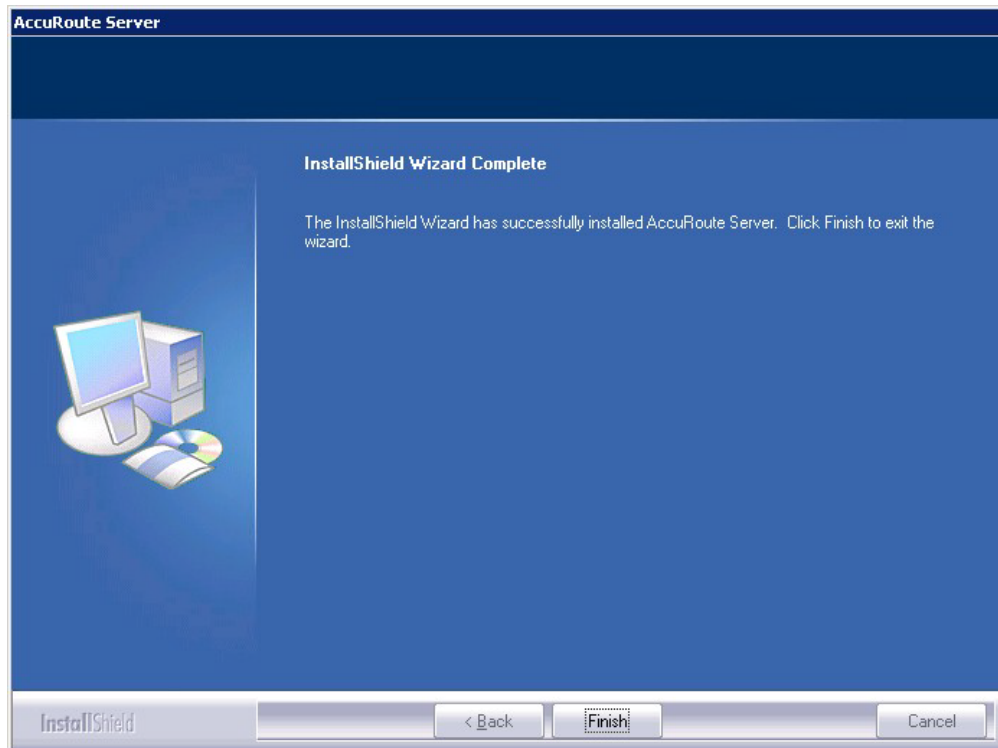 AccuRoute Server
InstallShield Wizard Complete
The InstallShield Wizard has successfully installed AccuRoute Server.  Click Finish to exit the
wizard.
InstallShield
< Back
Finish
Cancel